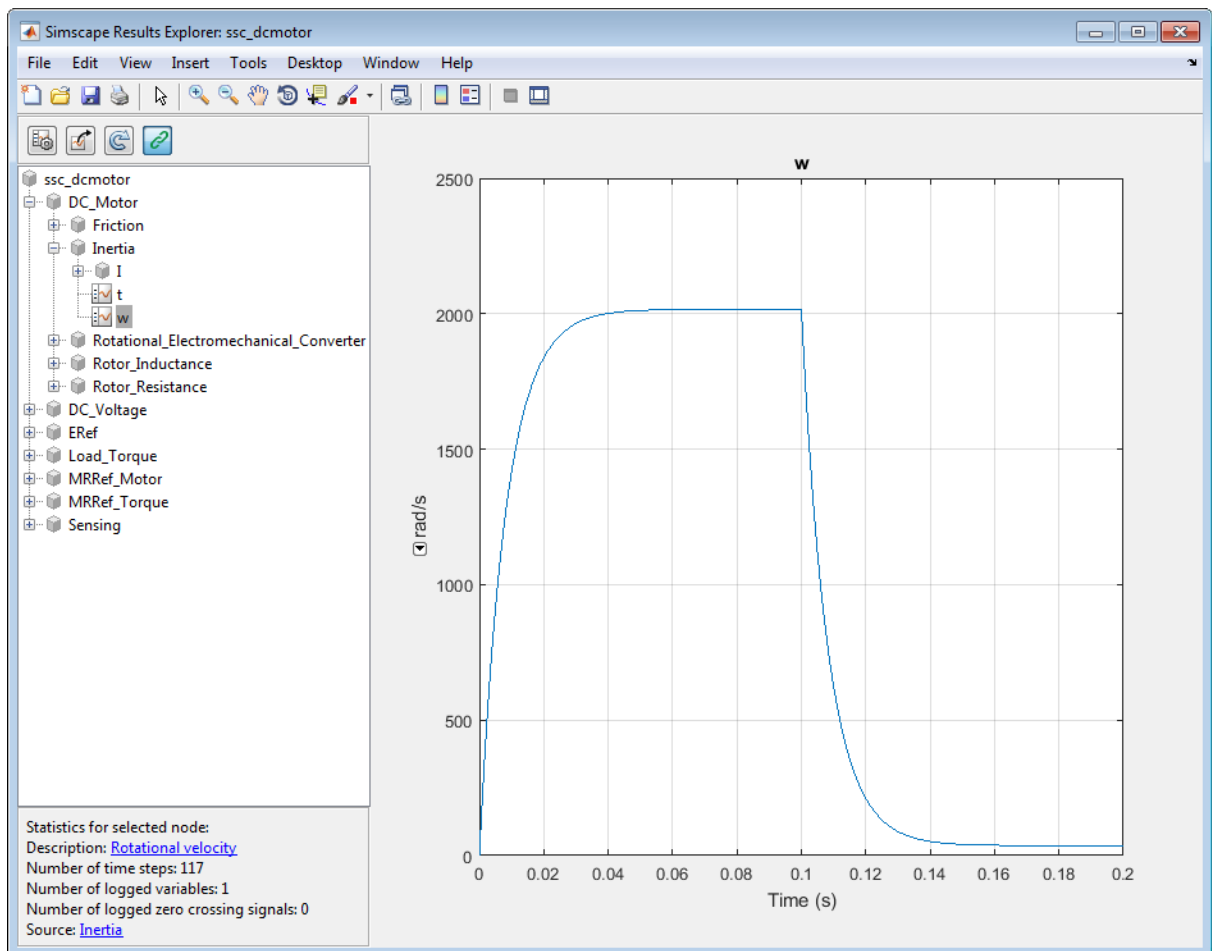 Simscape Results Explorer: ssc_dcmotor
File Edit View Insert Tools Desktop Window Help
ssc_dcmotor
DC_Motor
Friction
Inertia
I
t
w
Rotational_Electromechanical_Converter
Rotor_Inductance
Rotor_Resistance
DC_Voltage
ERef
Load_Torque
MRRef_Motor
MRRef_Torque
Sensing
Statistics for selected node:
Description: Rotational velocity
Number of time steps: 117
Number of logged variables: 1
Number of logged zero crossing signals: 0
Source: Inertia
w
2500
2000
1500
1000
500
0
rad/s
0 0.02 0.04 0.06 0.08 0.1 0.12 0.14 0.16 0.18 0.2
Time (s)